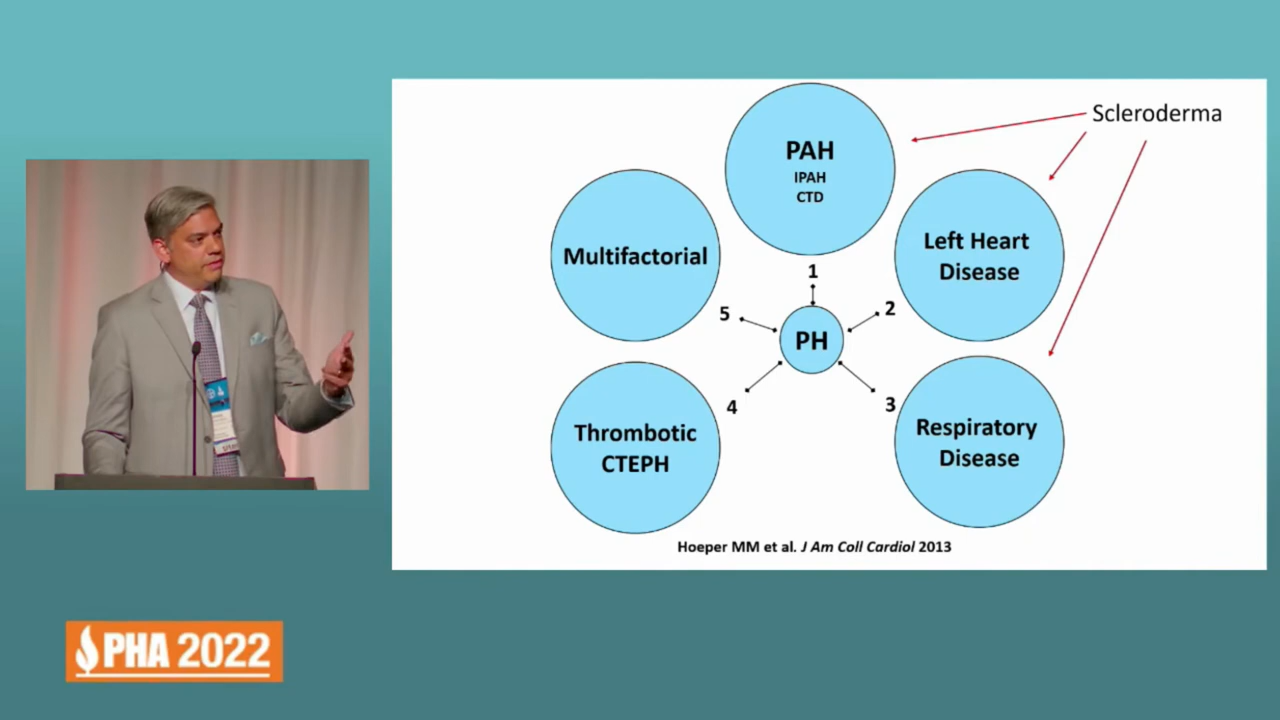 Scleroderma
PAH
IPAH
CTD
Multifactorial
Left Heart
Disease
1
5
2
PH
4
3
Thrombotic
CTEPH
Respiratory
Disease
Hoeper MM et al. J Am Coll Cardiol 2013
PHA 2022